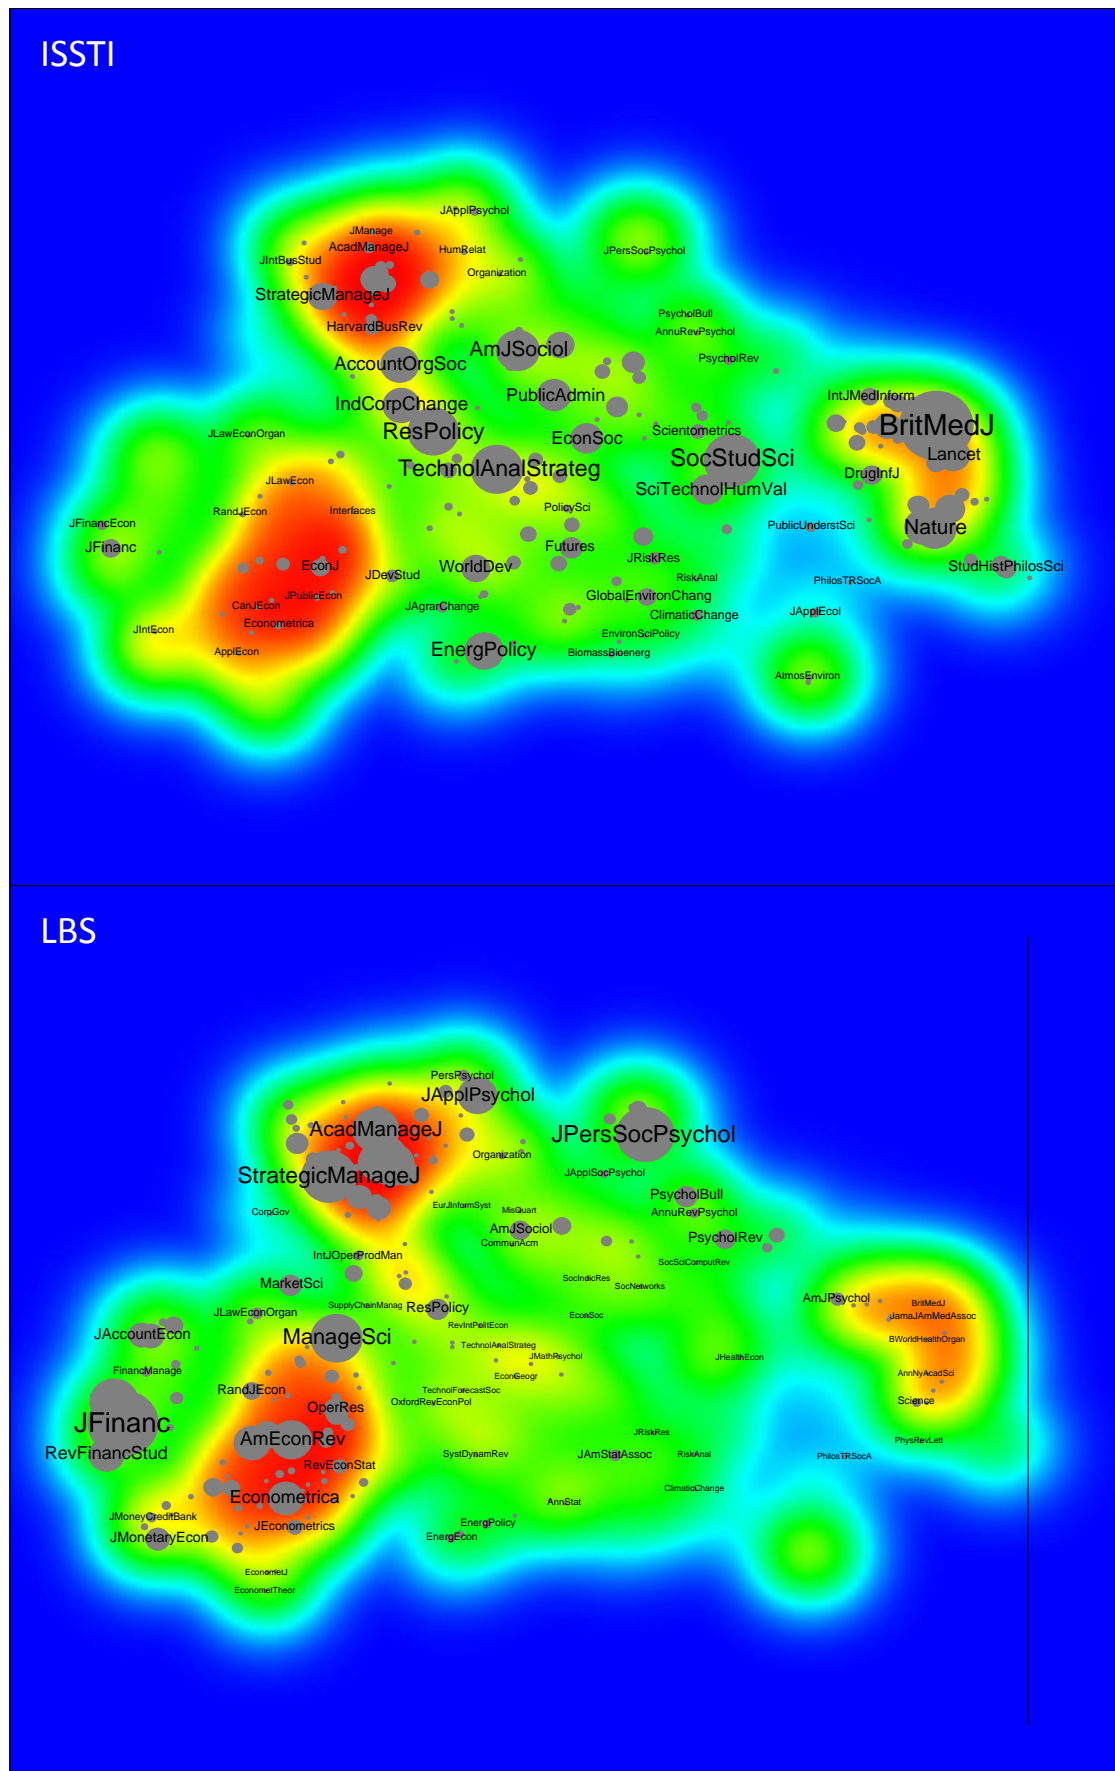 ISSTI
JApplPsychol
JManage
AcadManageJ
HumRelat
JPersSocPsychol
JIntBusStud
Organization
StrategicManageJ
PsycholBull
HarvardBusRev
AnnuRevPsychol
AmJSociol
PsycholRev
AccountOrgSoc
PublicAdmin
IntJMedInform
IndCorpChange
BritMedJ
ResPolicy
Scientometrics
JLawEconOrgan
EconSoc
Lancet
SocStudSci
TechnolAnalStrateg
DrugInfJ
JLawEcon
SciTechnolHumVal
PolicySci
RandJEcon
Interfaces
JFinancEcon
PublicUnderstSci
Nature
JFinanc
Futures
JRiskRes
EconJ
WorldDev
StudHistPhilosSci
JDevStud
RiskAnal
PhilosTRSocA
JPublicEcon
GlobalEnvironChang
CanJEcon
JAgrarChange
ClimaticChange
JApplEcol
Econometrica
JIntEcon
EnvironSciPolicy
EnergPolicy
ApplEcon
BiomassBioenerg
AtmosEnviron
LBS
PersPsychol
JApplPsychol
AcadManageJ
JPersSocPsychol
Organization
StrategicManageJ
JApplSocPsychol
PsycholBull
EurJInformSyst
MisQuart
CorpGov
AnnuRevPsychol
AmJSociol
PsycholRev
CommunAcm
IntJOperProdMan
SocSciComputRev
MarketSci
SocIndicRes
SocNetworks
AmJPsychol
BritMedJ
SupplyChainManag
ResPolicy
JLawEconOrgan
EconSoc
JamaJAmMedAssoc
RevIntPolitEcon
JAccountEcon
ManageSci
BWorldHealthOrgan
TechnolAnalStrateg
JMathPsychol
JHealthEcon
FinancManage
EconGeogr
AnnNyAcadSci
RandJEcon
TechnolForecastSoc
OxfordRevEconPol
Science
OperRes
JFinanc
JRiskRes
AmEconRev
PhysRevLett
RevFinancStud
SystDynamRev
JAmStatAssoc
RiskAnal
PhilosTRSocA
RevEconStat
ClimaticChange
Econometrica
AnnStat
JMoneyCreditBank
EnergPolicy
JEconometrics
JMonetaryEcon
EnergEcon
EconometJ
EconometTheor